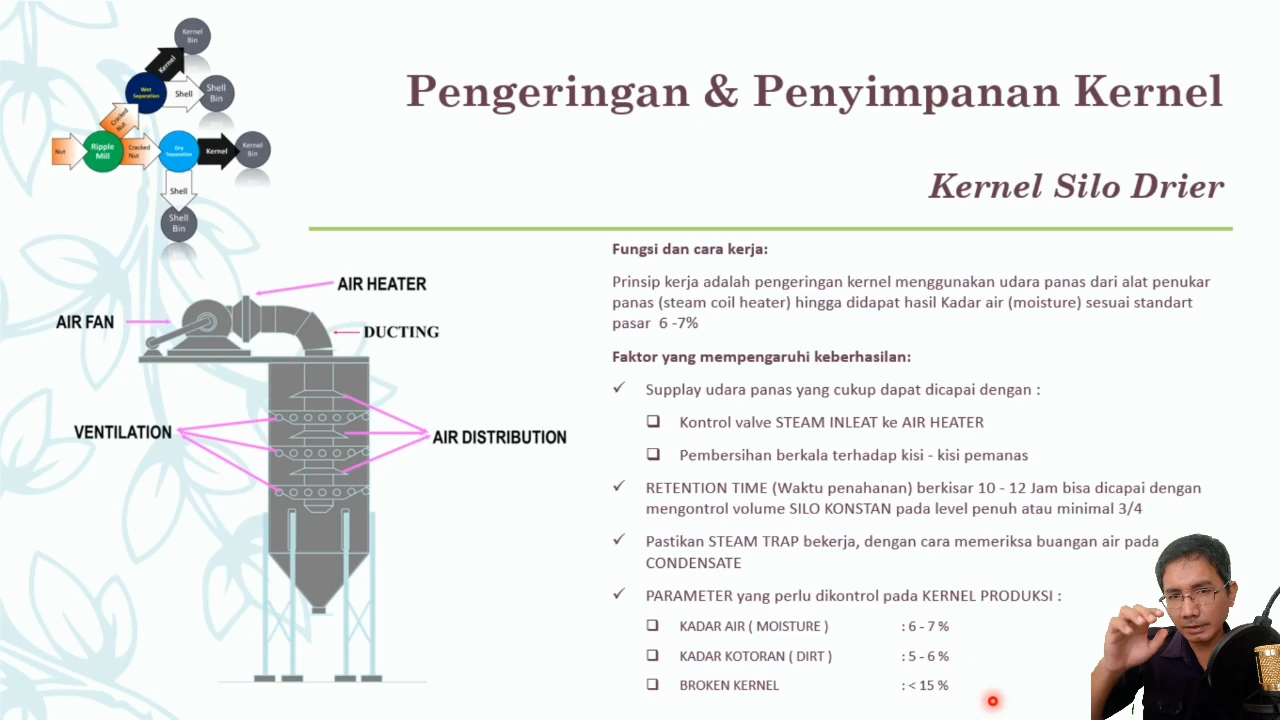 Kernel
Bin
Kernel
Wet
Separation
Shell
Shell
Bin
Cracked
Nut
Nut
Ripple
Mill
Cracked
Nut
Dry
Separation
Kernel
Kernel
Bin
Shell
Shell
Bin
Pengeringan & Penyimpanan Kernel
Kernel Silo Drier
AIR HEATER
AIR FAN
DUCTING
VENTILATION
AIR DISTRIBUTION
Fungsi dan cara kerja:
Prinsip kerja adalah pengeringan kernel menggunakan udara panas dari alat penukar
panas (steam coil heater) hingga didapat hasil Kadar air (moisture) sesuai standart
pasar 6 -7%
Faktor yang mempengaruhi keberhasilan:
Supplay udara panas yang cukup dapat dicapai dengan :
Kontrol valve STEAM INLEAT ke AIR HEATER
Pembersihan berkala terhadap kisi - kisi pemanas
RETENTION TIME (Waktu penahanan) berkisar 10 - 12 Jam bisa dicapai dengan
mengontrol volume SILO KONSTAN pada level penuh atau minimal 3/4
Pastikan STEAM TRAP bekerja, dengan cara memeriksa buangan air pada
CONDENSATE
PARAMETER yang perlu dikontrol pada KERNEL PRODUKSI :
KADAR AIR ( MOISTURE ) : 6 - 7 %
KADAR KOTORAN ( DIRT ) : 5 - 6 %
BROKEN KERNEL : < 15 %